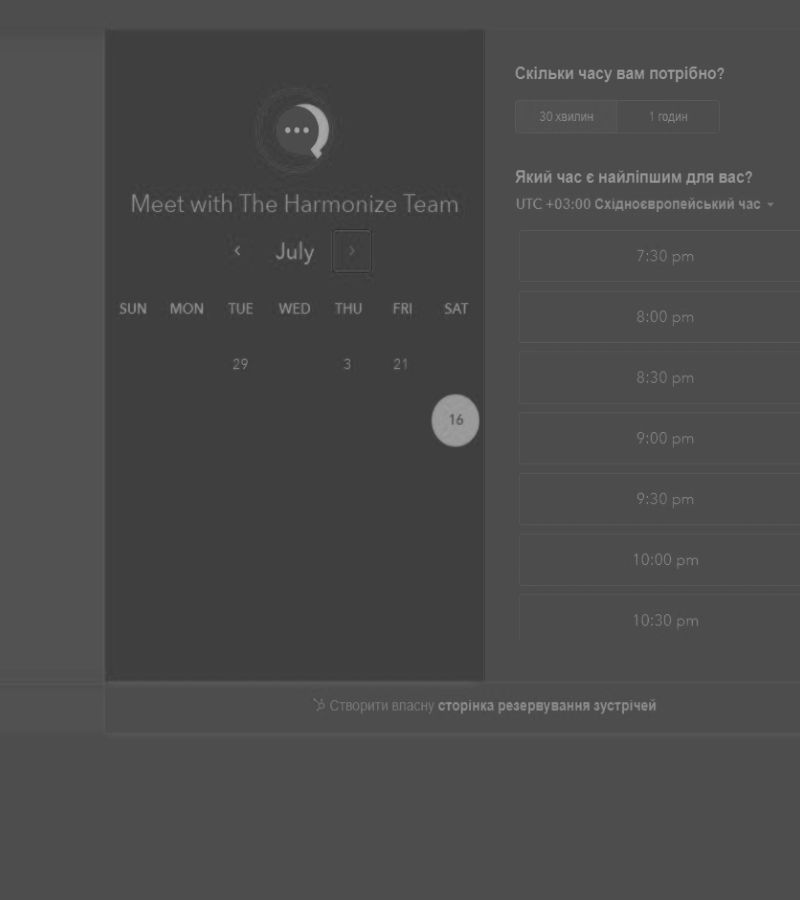 Meet with The Harmonize Team
July
SUN MON TUE WED THU FRI SAT
29 3 21
16
Скільки часу вам потрібно?
30 хвилин 1 годин
Який час є найліпшим для вас?
UTC +03:00 Східноєвропейський час
7:30 pm
8:00 pm
8:30 pm
9:00 pm
9:30 pm
10:00 pm
10:30 pm
Створити власну сторінка резервування зустрічей